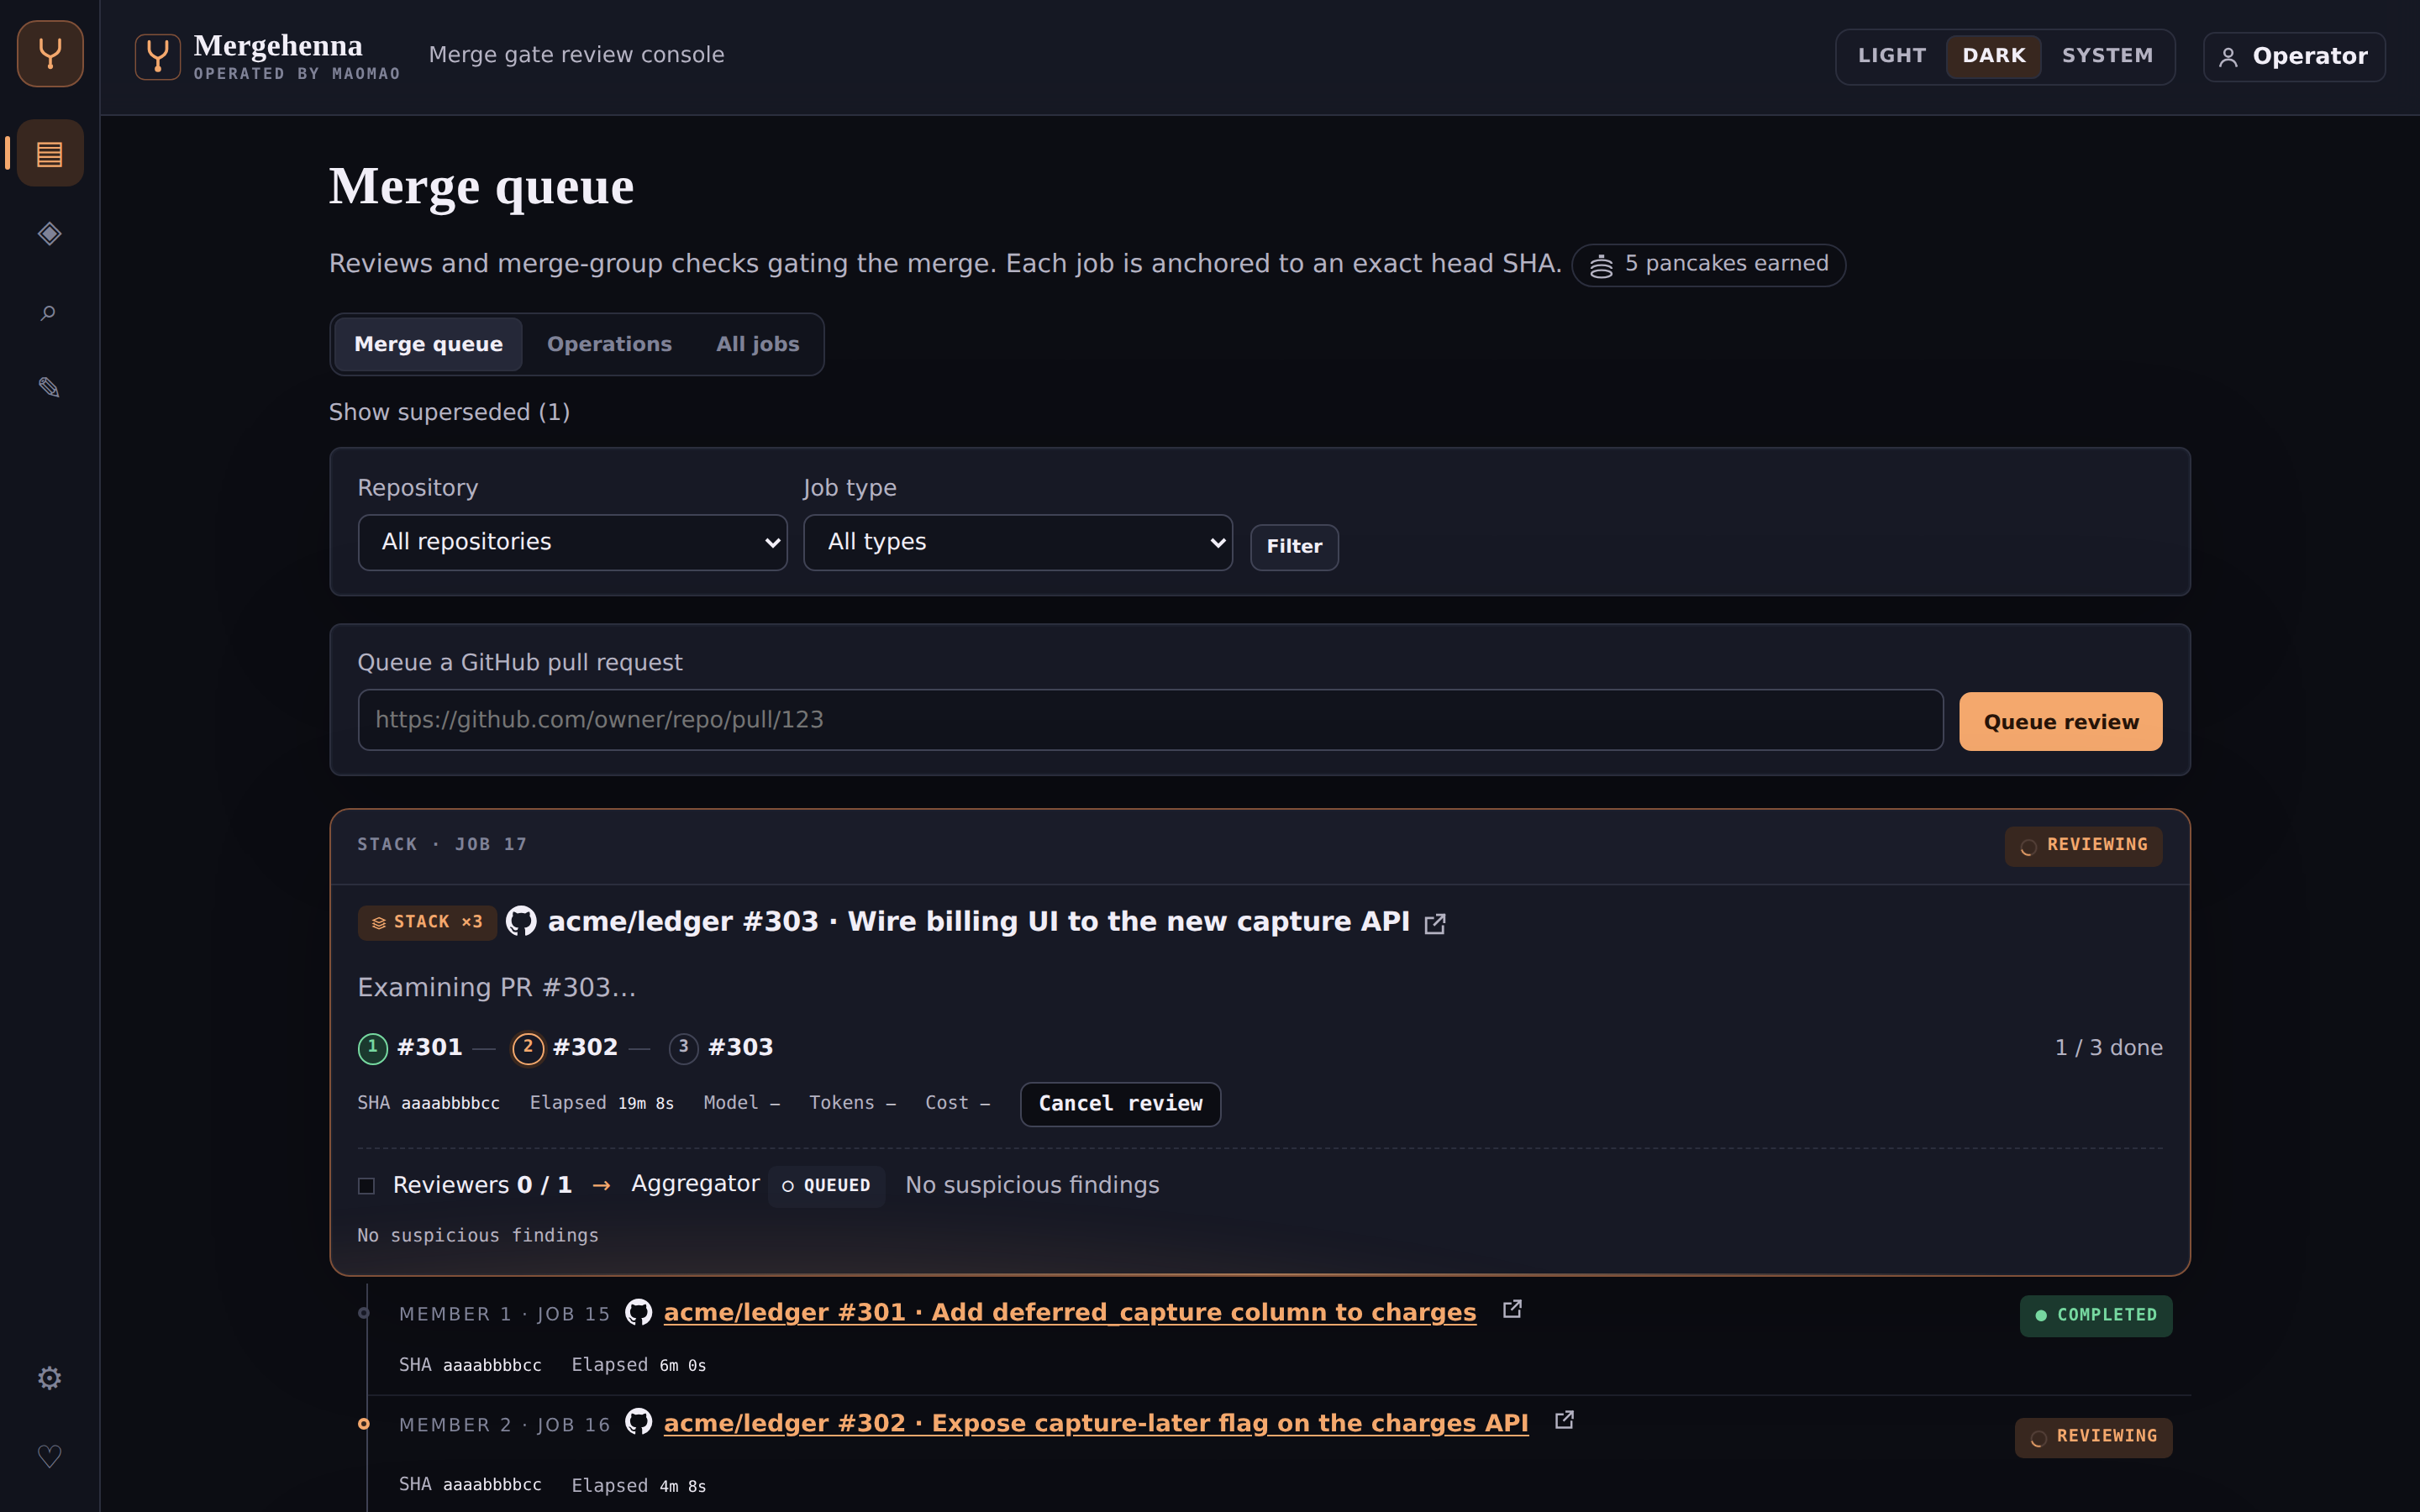 Mergehenna
OPERATED BY MAOMAO
Merge gate review console
LIGHT DARK SYSTEM
Operator
Merge queue
Reviews and merge-group checks gating the merge. Each job is anchored to an exact head SHA. 5 pancakes earned
Merge queue Operations All jobs
Show superseded (1)
Repository Job type
All repositories All types Filter
Queue a GitHub pull request
https://github.com/owner/repo/pull/123 Queue review
STACK · JOB 17 REVIEWING
STACK ×3 acme/ledger #303 · Wire billing UI to the new capture API
Examining PR #303…
1 #301 — 2 #302 — 3 #303 1 / 3 done
SHA aaaabbbbcc Elapsed 19m 8s Model – Tokens – Cost – Cancel review
Reviewers 0 / 1 → Aggregator ○ QUEUED No suspicious findings
No suspicious findings
MEMBER 1 · JOB 15 acme/ledger #301 · Add deferred_capture column to charges ● COMPLETED
SHA aaaabbbbcc Elapsed 6m 0s
MEMBER 2 · JOB 16 acme/ledger #302 · Expose capture-later flag on the charges API REVIEWING
SHA aaaabbbbcc Elapsed 4m 8s